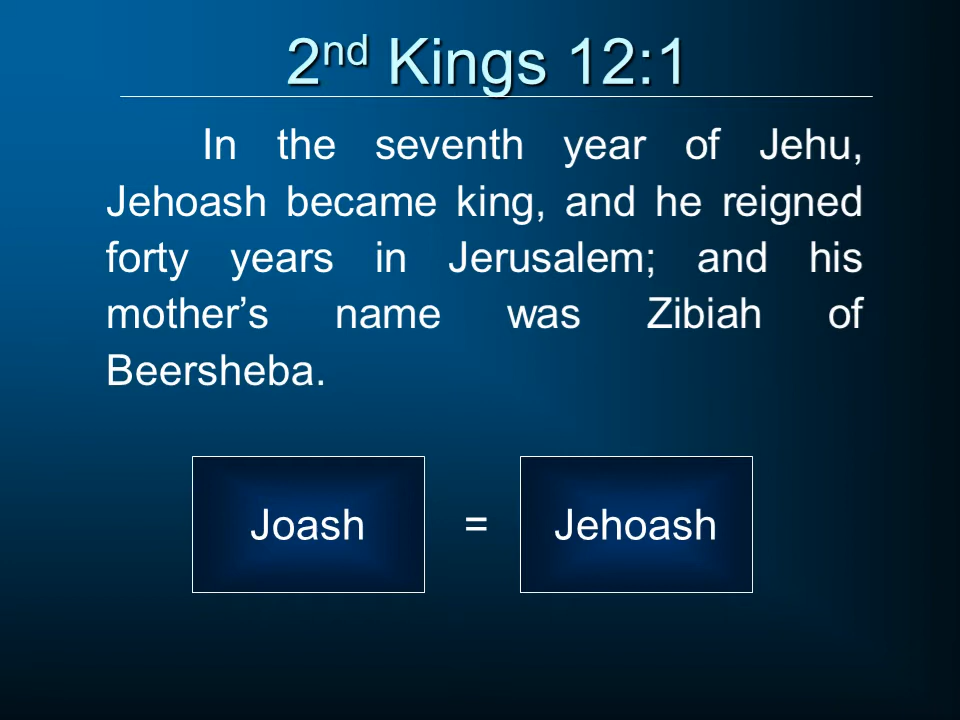 2nd Kings 12:1
In the seventh year of Jehu,
Jehoash became king, and he reigned
forty years in Jerusalem; and his
mother’s name was Zibiah of
Beersheba.
Joash = Jehoash